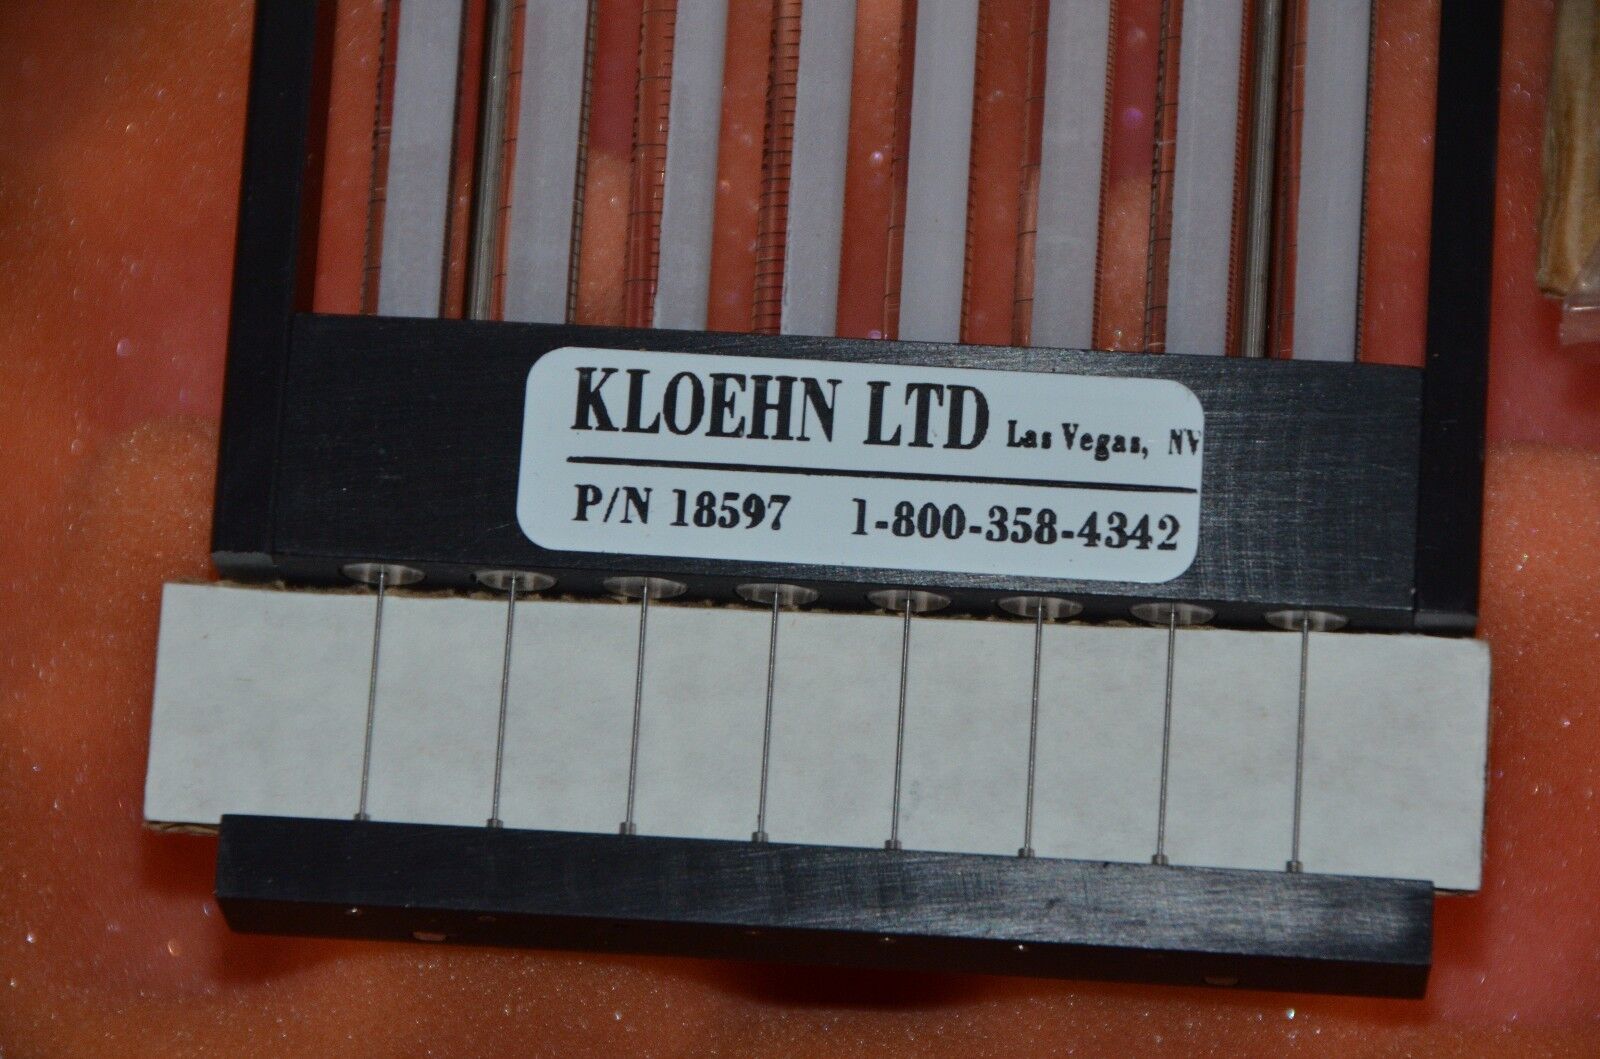 KLOEHN LTD Las Vegas, NV
P/N 18597 1-800-358-4342